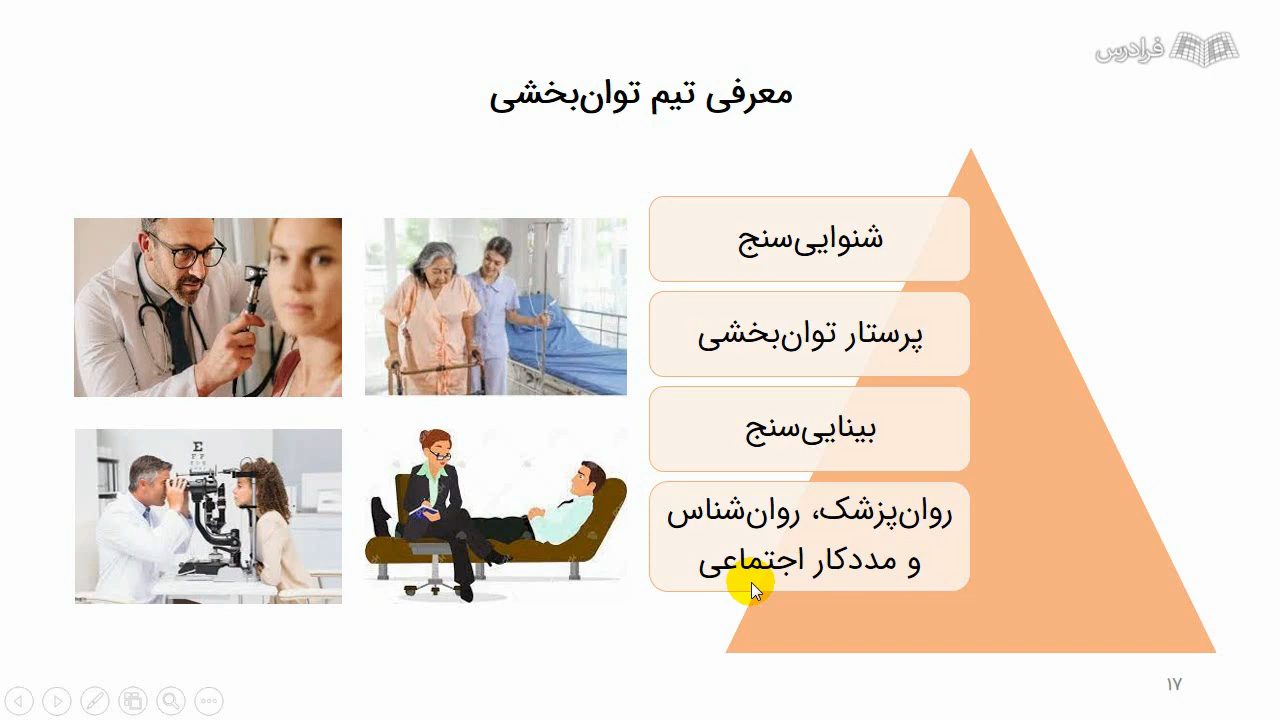 فرادرس
معرفی تیم توان‌بخشی
شنوایی‌سنج
پرستار توان‌بخشی
بینایی‌سنج
روان‌پزشک، روان‌شناس
و مددکار اجتماعی
E
۱۷